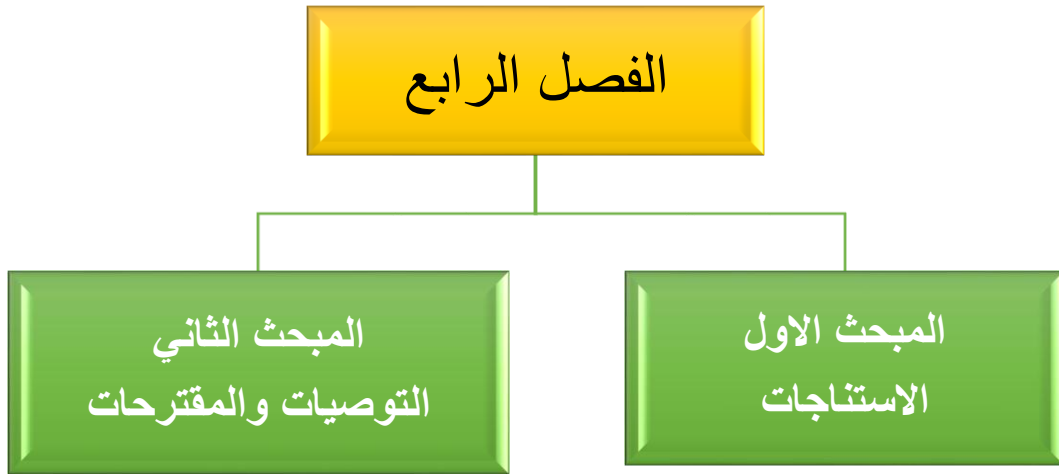 الفصل الرابع
المبحث الاول
الاستناجات
المبحث الثاني
التوصيات والمقترحات